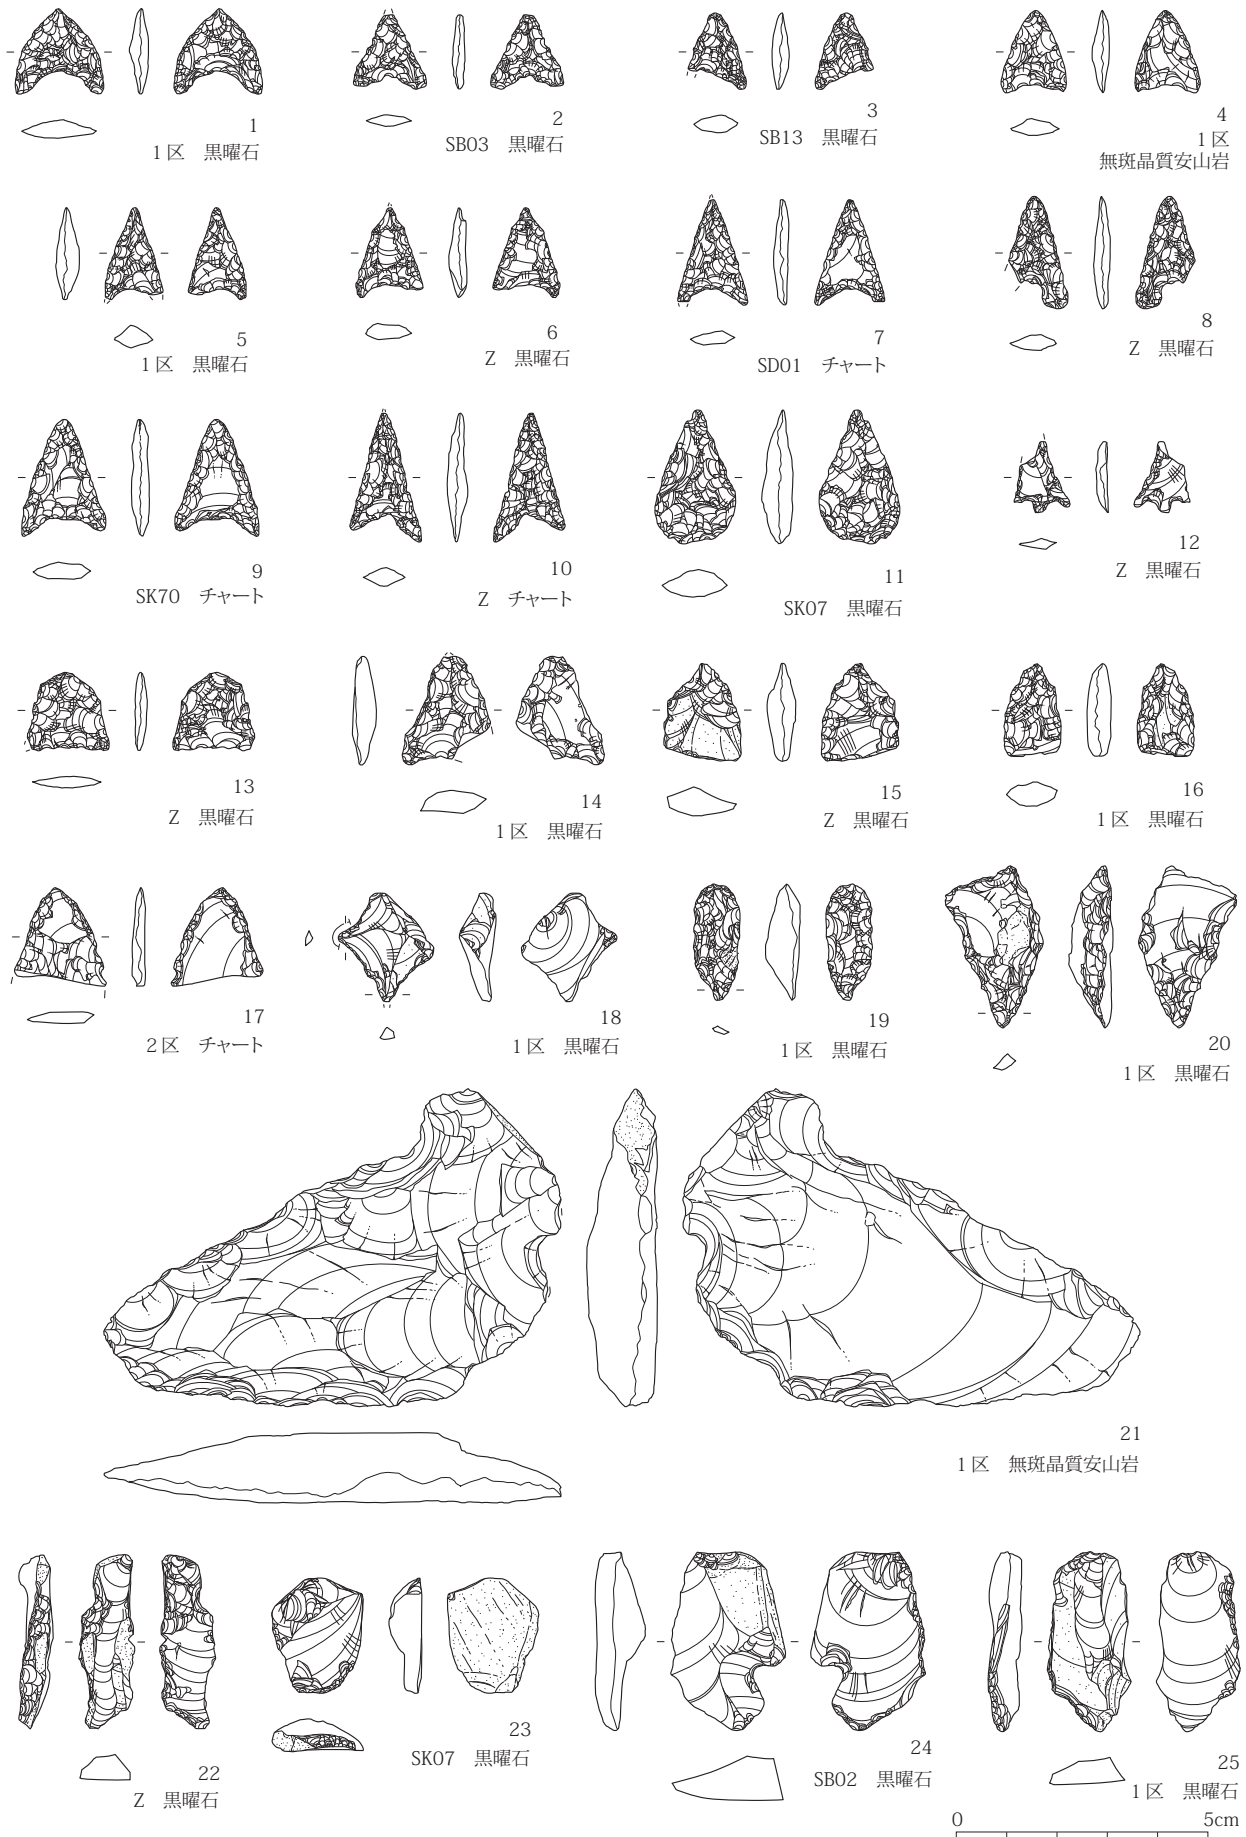 1
1区 黒曜石
2
SB03 黒曜石
3
SB13 黒曜石
4
1区
無斑晶質安山岩
5
1区 黒曜石
6
Z 黒曜石
7
SD01 チャート
8
Z 黒曜石
9
SK70 チャート
10
Z チャート
11
SK07 黒曜石
12
Z 黒曜石
13
Z 黒曜石
14
1区 黒曜石
15
Z 黒曜石
16
1区 黒曜石
17
2区 チャート
18
1区 黒曜石
19
1区 黒曜石
20
1区 黒曜石
21
1区 無斑晶質安山岩
22
Z 黒曜石
23
SK07 黒曜石
24
SB02 黒曜石
25
1区 黒曜石
0 5cm